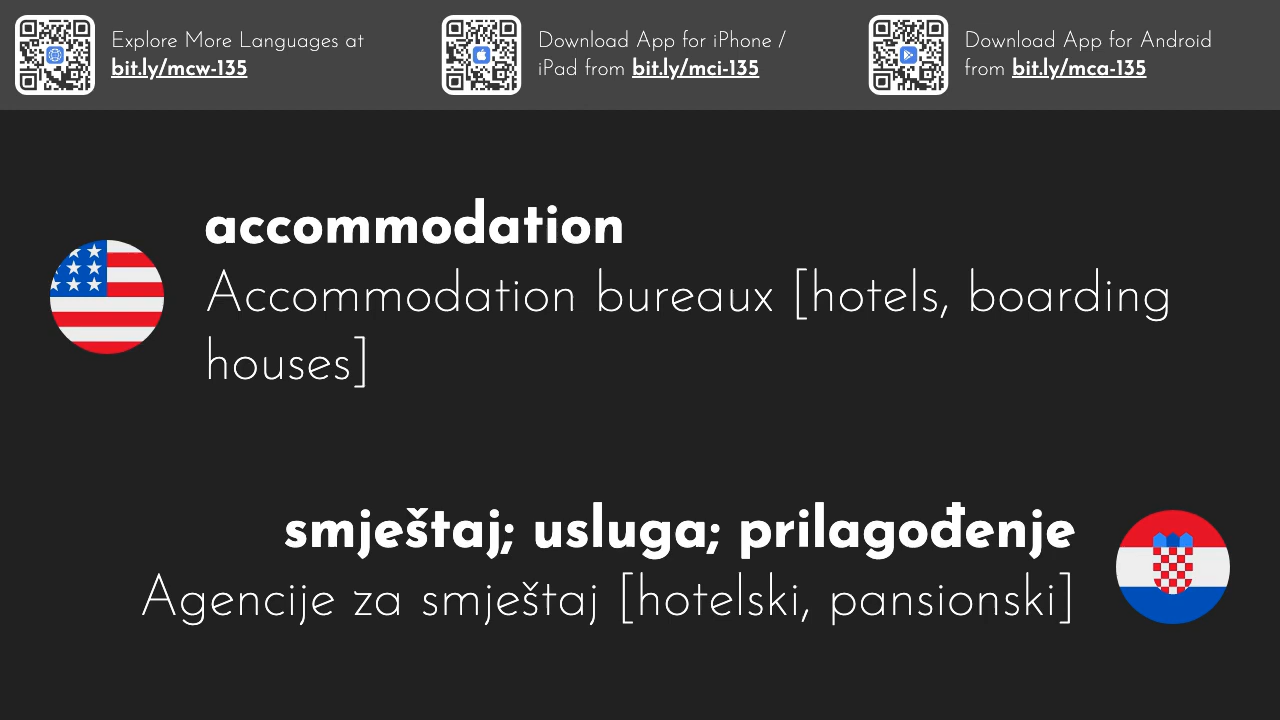 Explore More Languages at
bit.ly/mcw-135
Download App for iPhone /
iPad from bit.ly/mci-135
Download App for Android
from bit.ly/mca-135
accommodation
Accommodation bureaux [hotels, boarding
houses]
smještaj; usluga; prilagođenje
Agencije za smještaj [hotelski, pansionski]